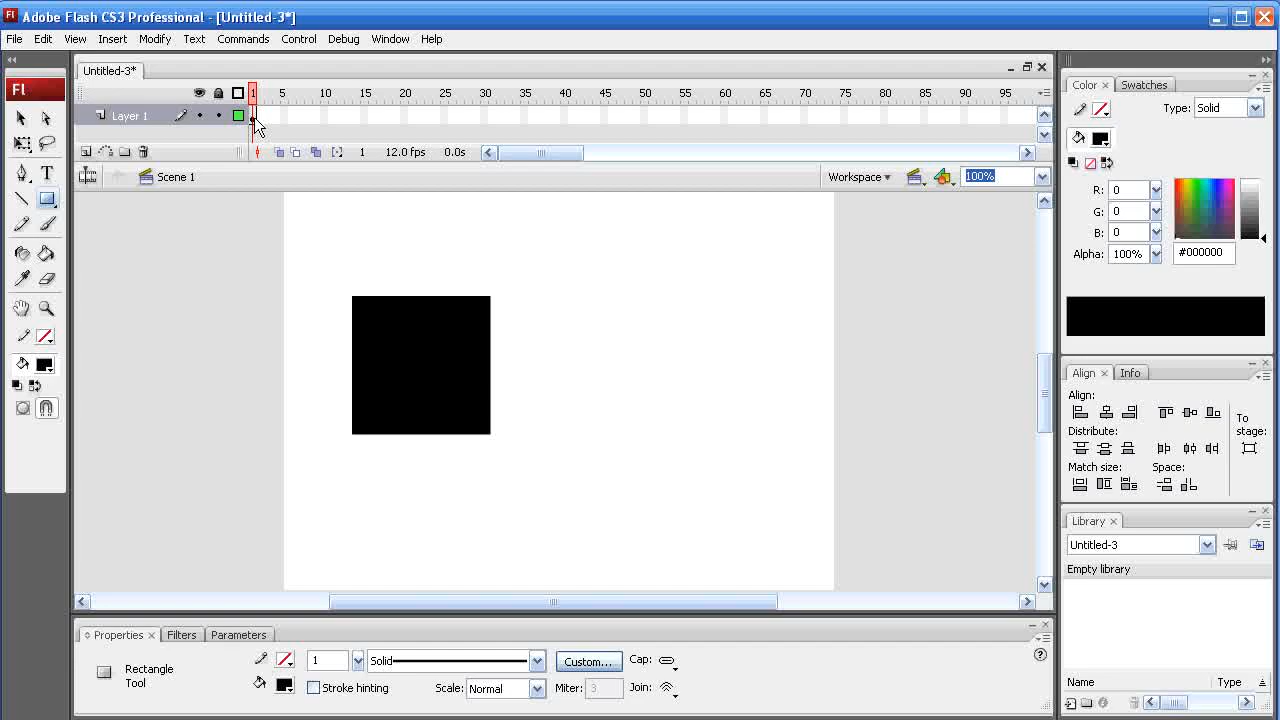 Adobe Flash CS3 Professional - [Untitled-3*]
File Edit View Insert Modify Text Commands Control Debug Window Help
Untitled-3*
1 5 10 15 20 25 30 35 40 45 50 55 60 65 70 75 80 85 90 95
Layer 1
1 12.0 fps 0.0s
Scene 1
Workspace
100%
Fl
Color Swatches
Type: Solid
R: 0
G: 0
B: 0
Alpha: 100% #000000
Align Info
Align:
To stage:
Distribute:
Match size: Space:
Library
Untitled-3
Empty library
Name Type
Properties Filters Parameters
Rectangle Tool
1 Solid Custom... Cap:
Stroke hinting Scale: Normal Miter: 3 Join: